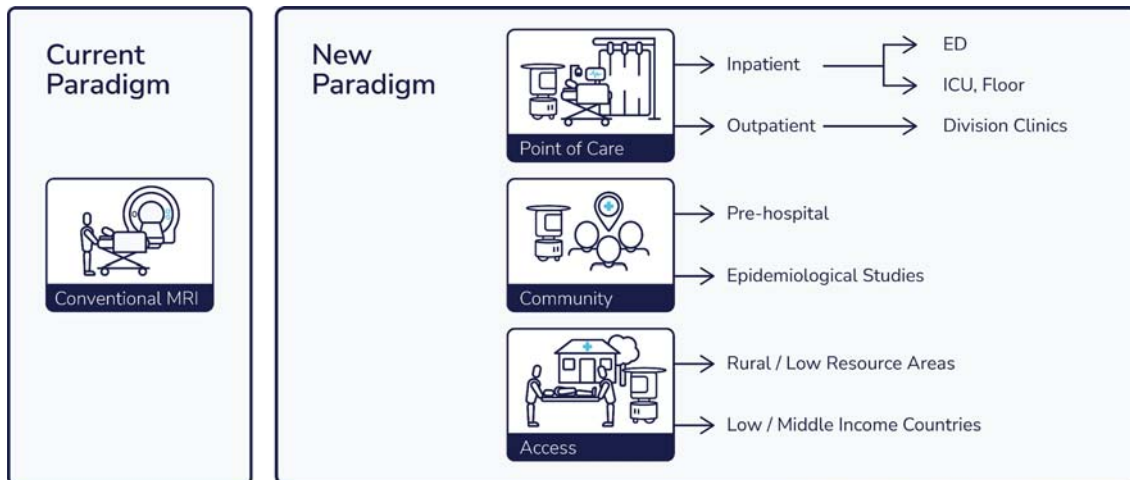 Current
Paradigm
Conventional MRI
New
Paradigm
Point of Care
Inpatient
ED
ICU, Floor
Outpatient
Division Clinics
Community
Pre-hospital
Epidemiological Studies
Access
Rural / Low Resource Areas
Low / Middle Income Countries